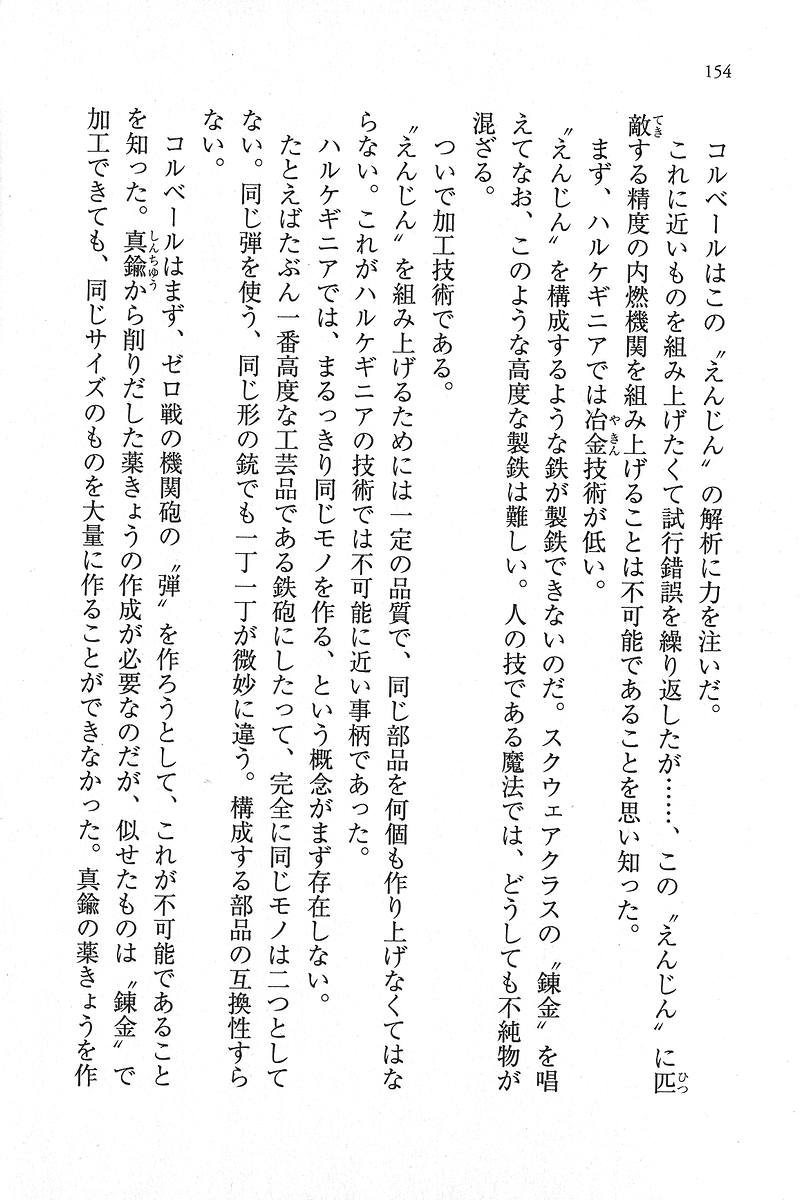 154
コルベールはこの〝えんじん〟の解析に力を注いだ。
これに近いものを組み上げたくて試行錯誤を繰り返したが……、この〝えんじん〟に匹
敵する精度の内燃機関を組み上げることは不可能であることを思い知った。
まず、ハルケギニアでは冶金技術が低い。
〝えんじん〟を構成するような鉄が製鉄できないのだ。スクウェアクラスの〝錬金〟を唱
えてなお、このような高度な製鉄は難しい。人の技である魔法では、どうしても不純物が
混ざる。
ついで加工技術である。
〝えんじん〟を組み上げるためには一定の品質で、同じ部品を何個も作り上げなくてはな
らない。これがハルケギニアの技術では不可能に近い事柄であった。
ハルケギニアでは、まるっきり同じモノを作る、という概念がまず存在しない。
たとえばたぶん一番高度な工芸品である鉄砲にしたって、完全に同じモノは二つとして
ない。同じ弾を使う、同じ形の銃でも一丁一丁が微妙に違う。構成する部品の互換性すら
ない。
コルベールはまず、ゼロ戦の機関砲の〝弾〟を作ろうとして、これが不可能であること
を知った。真鍮から削りだした薬きょうの作成が必要なのだが、似せたものは〝錬金〟で
加工できても、同じサイズのものを大量に作ることができなかった。真鍮の薬きょうを作